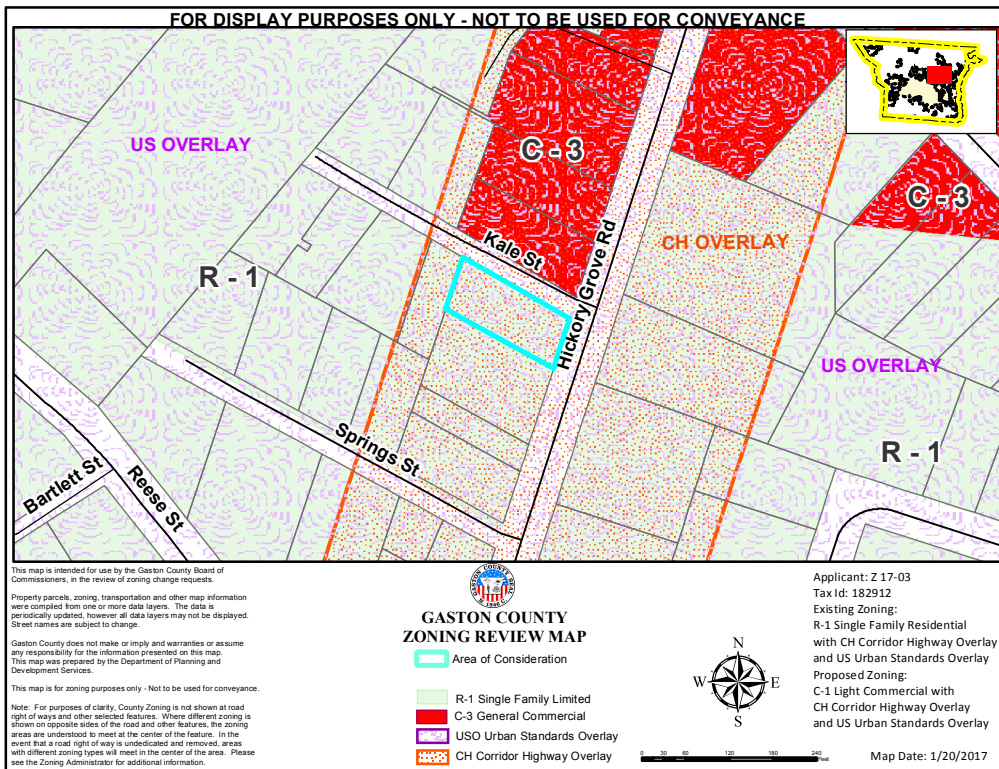 FOR DISPLAY PURPOSES ONLY - NOT TO BE USED FOR CONVEYANCE
US OVERLAY
C - 3
C - 3
Kale St
Hickory Grove Rd
CH OVERLAY
R - 1
US OVERLAY
Springs St
R - 1
Bartlett St
Reese St
This map is intended for use by the Gaston County Board of
Commissioners, in the review of zoning change requests.
Property parcels, zoning, transportation and other map information
were compiled from one or more data layers. The data is
periodically updated, however all data layers may not be displayed.
Street names are subject to change.
Gaston County does not make or imply and warranties or assume
any responsibility for the information presented on this map.
This map was prepared by the Department of Planning and
Development Services.
This map is for zoning purposes only - Not to be used for conveyance.
Note: For purposes of clarity, County Zoning is not shown at road
right of ways and other selected features. Where different zoning is
shown on opposite sides of the road and other features, the zoning
areas are understood to meet at the center of the feature. In the
event that a road right of way is undedicated and removed, areas
with different zoning types will meet in the center of the area. Please
see the Zoning Administrator for additional information.
GASTON COUNTY
ZONING REVIEW MAP
Area of Consideration
R-1 Single Family Limited
C-3 General Commercial
USO Urban Standards Overlay
CH Corridor Highway Overlay
N
W E
S
0 30 60 120 180 240
Feet
Applicant: Z 17-03
Tax Id: 182912
Existing Zoning:
R-1 Single Family Residential
with CH Corridor Highway Overlay
and US Urban Standards Overlay
Proposed Zoning:
C-1 Light Commercial with
CH Corridor Highway Overlay
and US Urban Standards Overlay
Map Date: 1/20/2017